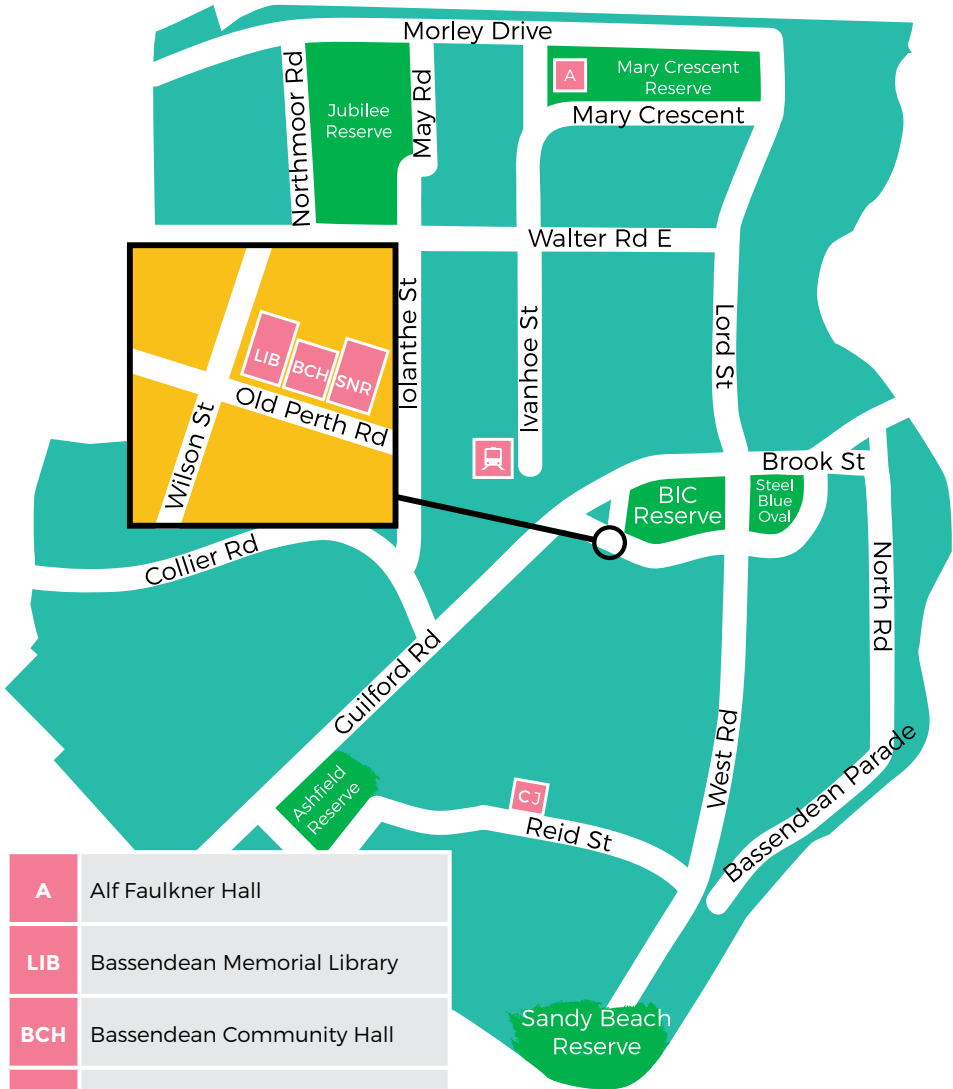 Morley Drive
Northmoor Rd
Jubilee
Reserve
May Rd
A
Mary Crescent
Reserve
Mary Crescent
Walter Rd E
Iolanthe St
Ivanhoe St
Lord St
LIB
BCH
SNR
Old Perth Rd
Wilson St
Brook St
BIC
Reserve
Steel
Blue
Oval
Collier Rd
North Rd
Guilford Rd
West Rd
Bassendean Parade
Ashfield
Reserve
CJ
Reid St
A
Alf Faulkner Hall
LIB
Bassendean Memorial Library
BCH
Bassendean Community Hall
Sandy Beach
Reserve